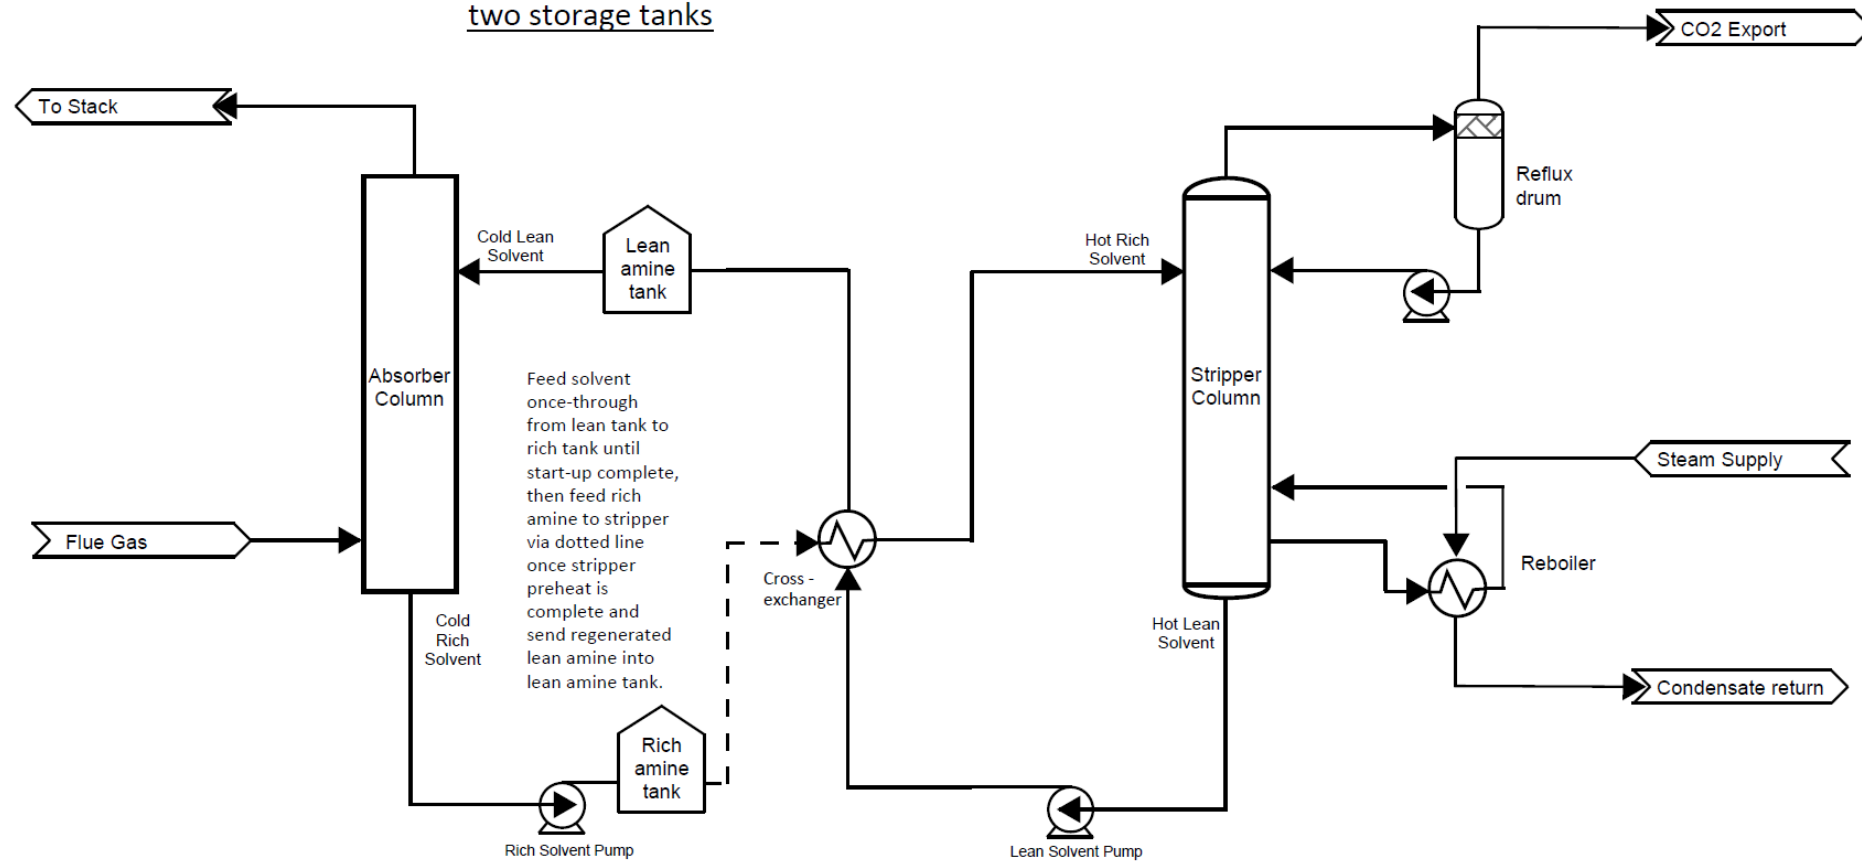 two storage tanks
CO2 Export
To Stack
Reflux
drum
Cold Lean
Solvent
Lean
amine
tank
Hot Rich
Solvent
Absorber
Column
Feed solvent
once-through
from lean tank to
rich tank until
start-up complete,
then feed rich
amine to stripper
via dotted line
once stripper
preheat is
complete and
send regenerated
lean amine into
lean amine tank.
Stripper
Column
Steam Supply
Flue Gas
Reboiler
Cross -
exchanger
Cold
Rich
Solvent
Hot Lean
Solvent
Condensate return
Rich
amine
tank
Rich Solvent Pump
Lean Solvent Pump